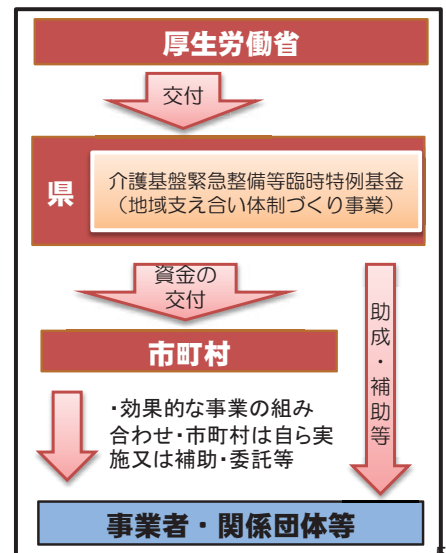 厚生労働省
交付
県
介護基盤緊急整備等臨時特例基金
（地域支え合い体制づくり事業）
資金の
交付
市町村
助成・補助等
・効果的な事業の組み
合わせ・市町村は自ら実
施又は補助・委託等
事業者・関係団体等